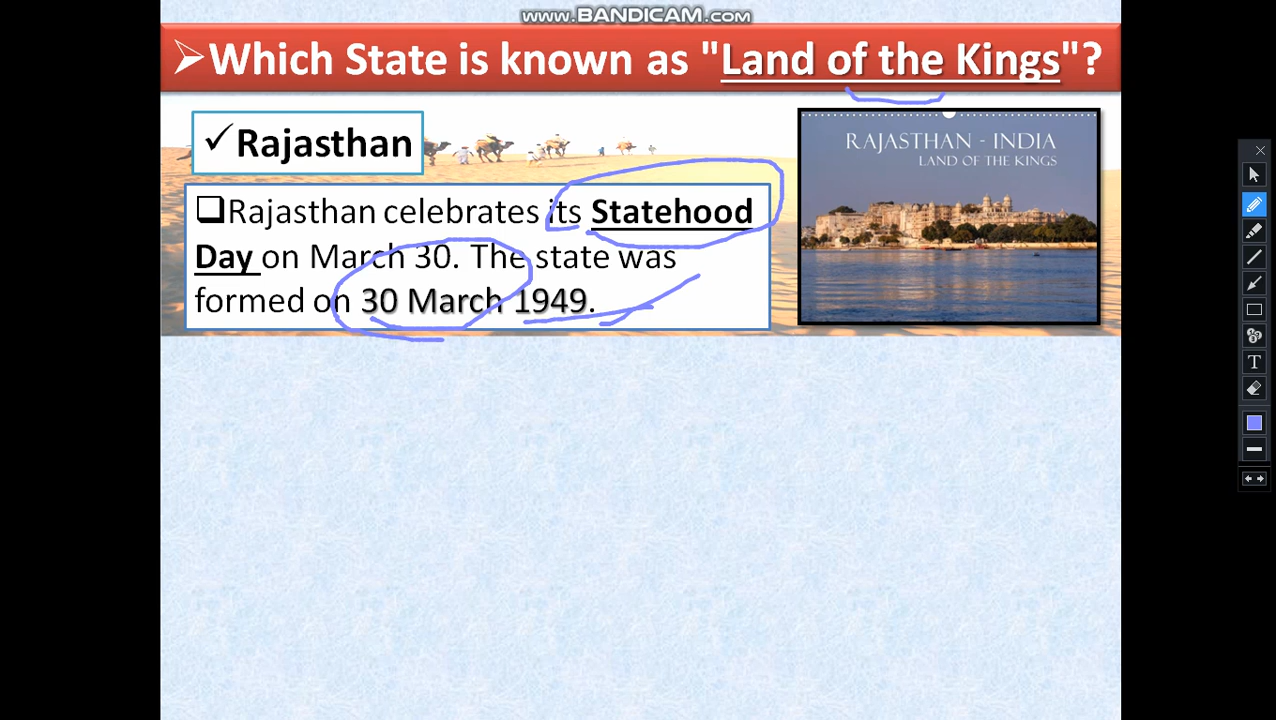 www.BANDICAM.com
Which State is known as "Land of the Kings"?
Rajasthan
Rajasthan celebrates its Statehood
Day on March 30. The state was
formed on 30 March 1949.
RAJASTHAN - INDIA
LAND OF THE KINGS
T